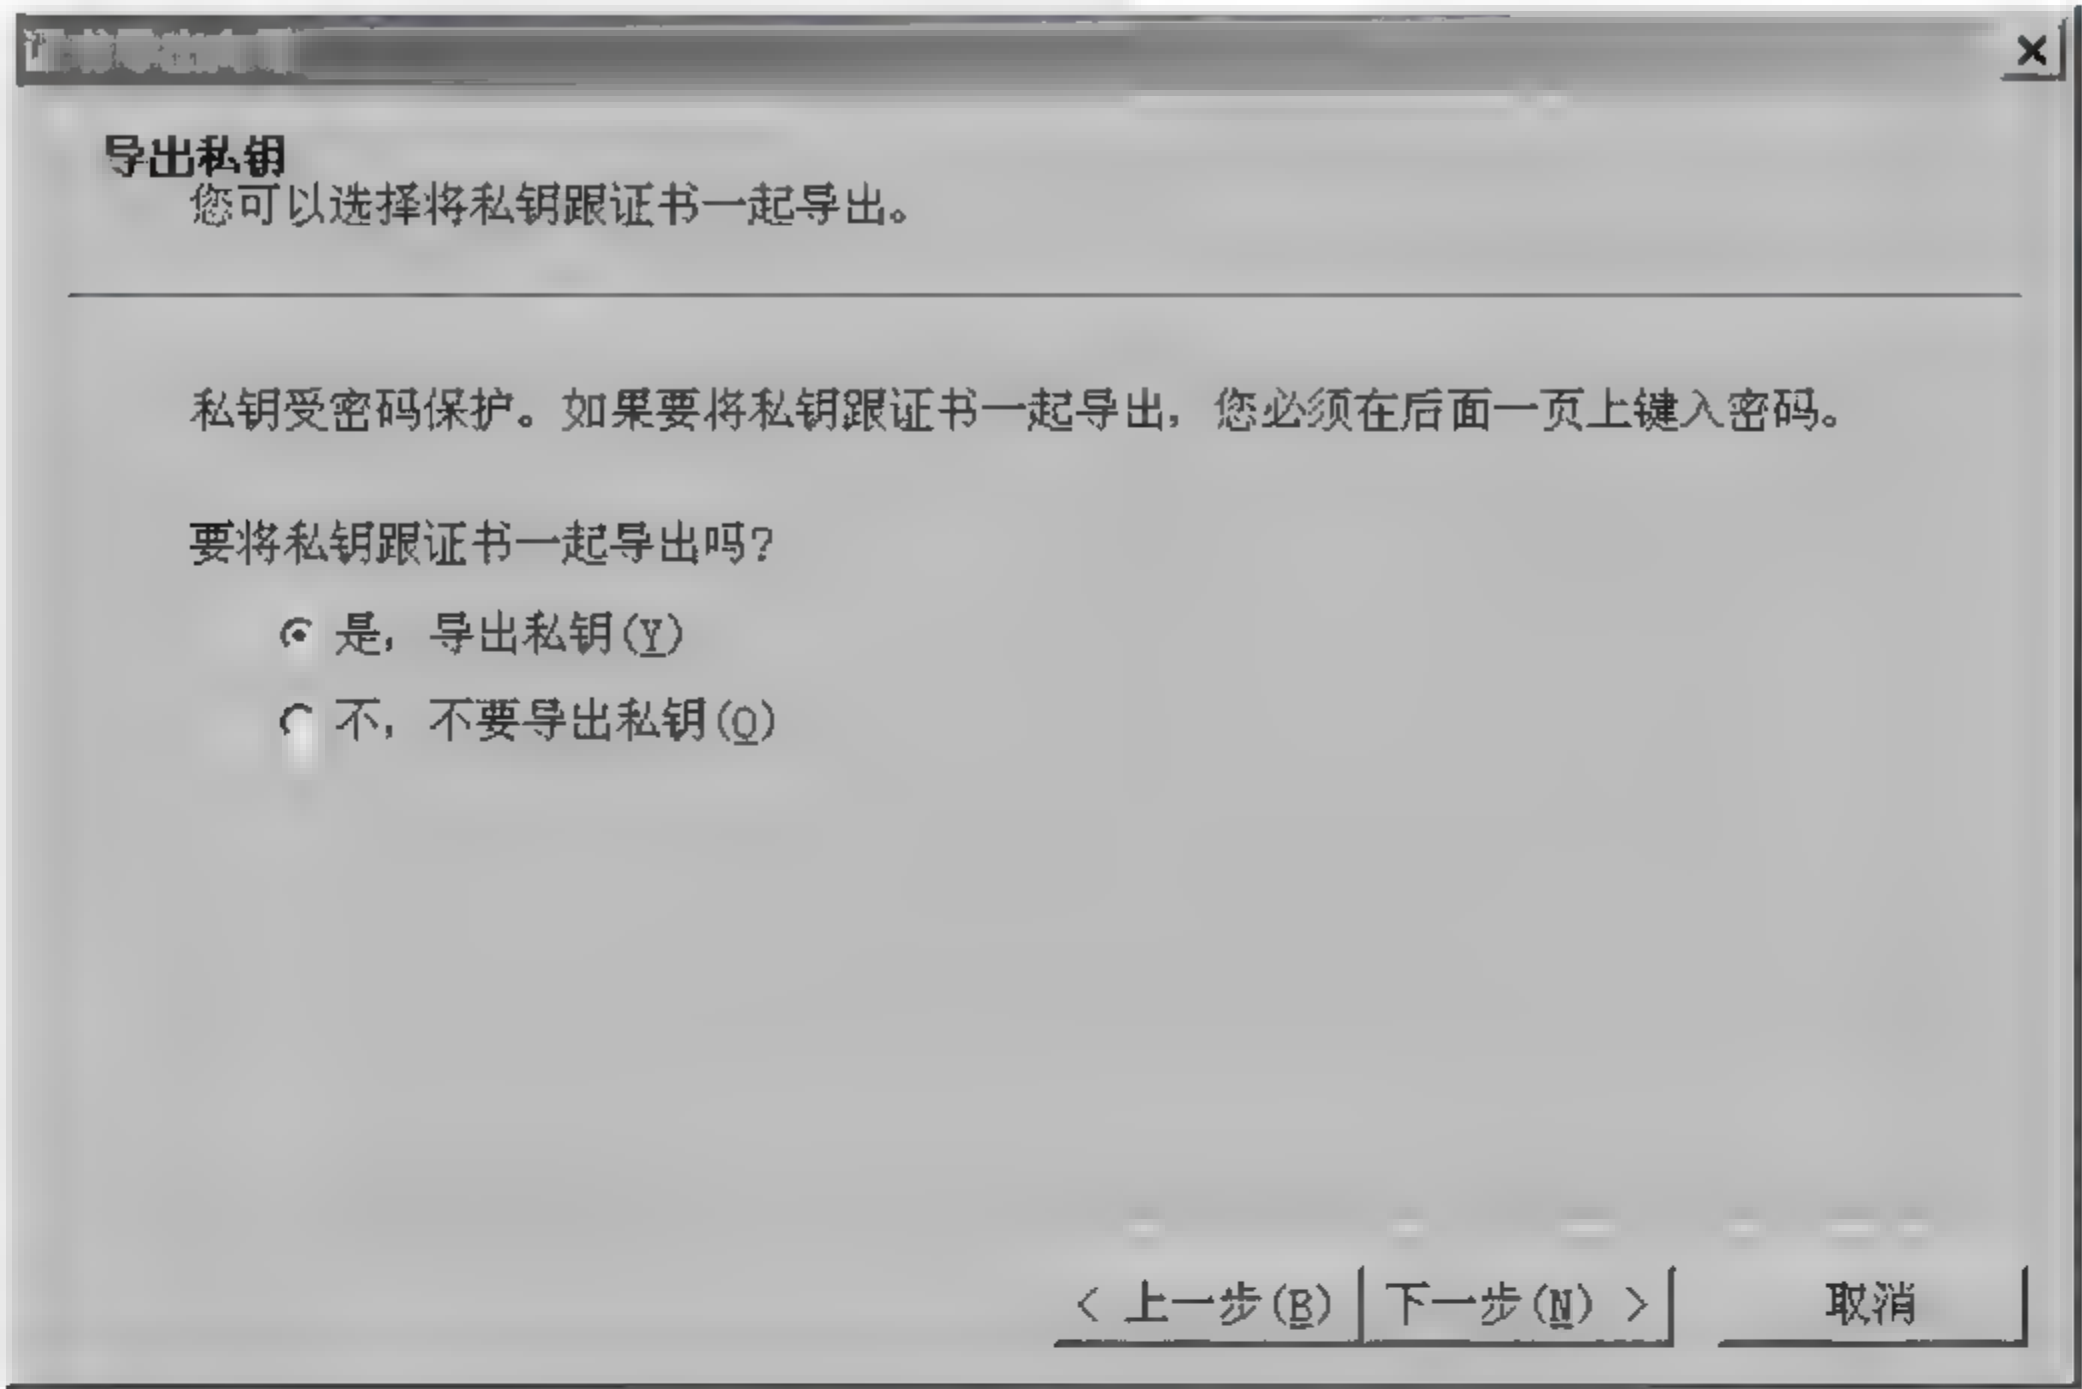 导出私钥
您可以选择将私钥跟证书一起导出。
私钥受密码保护。如果要将私钥跟证书一起导出，您必须在后面一页上键入密码。
要将私钥跟证书一起导出吗?
是，导出私钥(Y)
不，不要导出私钥(O)
< 上一步(B) 下一步(N) > 取消